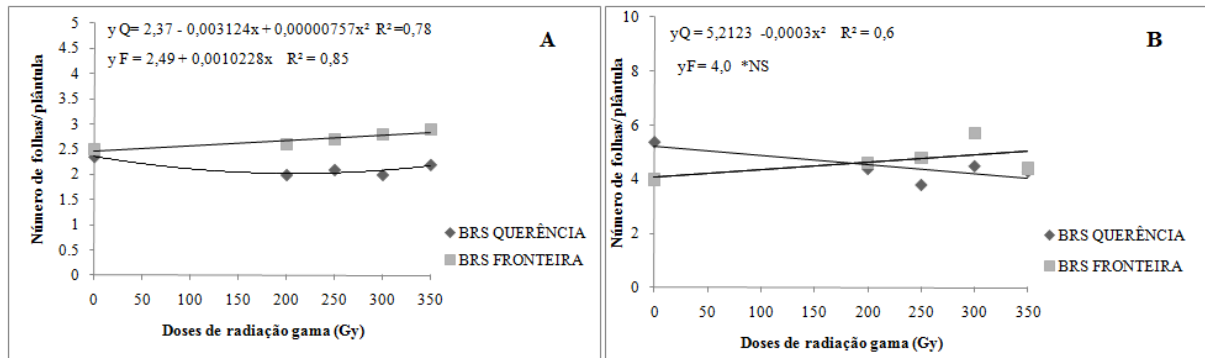 y Q= 2,37 - 0,003124x + 0,00000757x² R² =0,78
y F = 2,49 + 0,0010228x R² = 0,85
A
Número de folhas/plântula
5
4.5
4
3.5
3
2.5
2
1.5
1
0.5
0
0 50 100 150 200 250 300 350
Doses de radiação gama (Gy)
BRS QUERÊNCIA
BRS FRONTEIRA
yQ = 5,2123 -0,0003x² R² = 0,6
yF= 4,0 *NS
B
Número de folhas/plântula
10
8
6
4
2
0
0 50 100 150 200 250 300 350
Doses de radiação gama (Gy)
BRS QUERÊNCIA
BRS FRONTEIRA